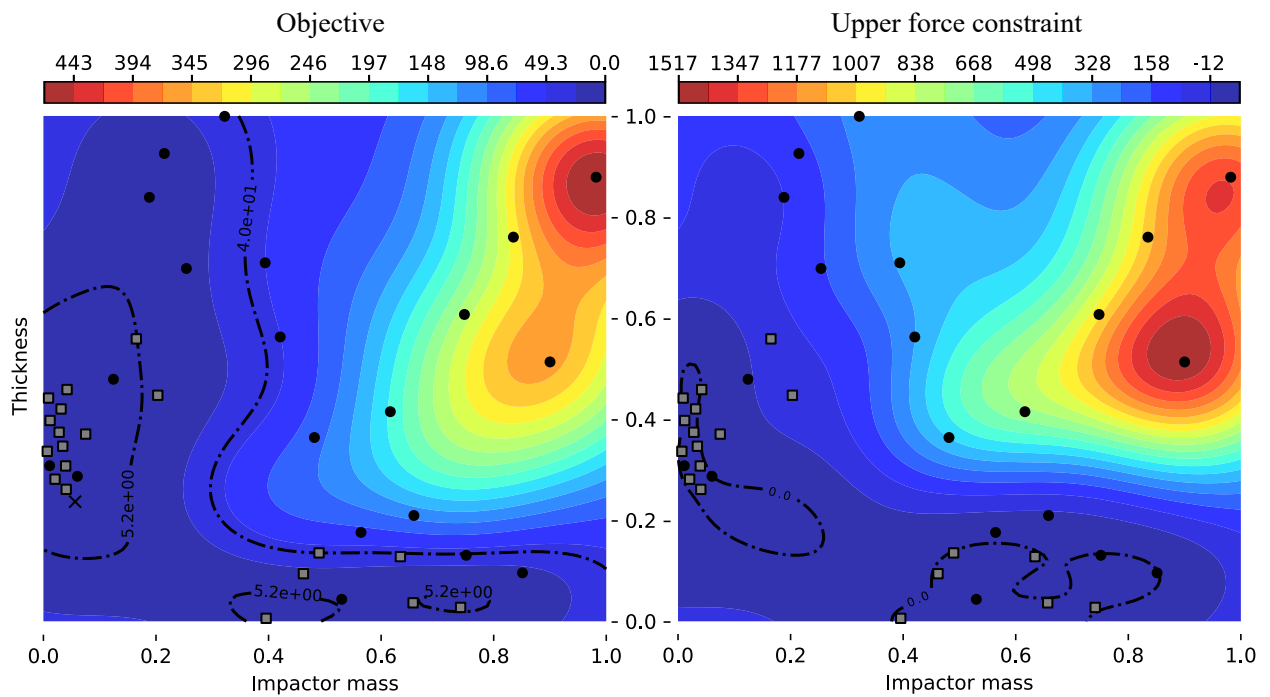 Objective
443 394 345 296 246 197 148 98.6 49.3 0.0
Upper force constraint
1517 1347 1177 1007 838 668 498 328 158 -12
Thickness
4.0e+01
5.2e+00
5.2e+00
5.2e+00
1.0
0.8
0.6
0.4
0.2
0.0
0.0 0.2 0.4 0.6 0.8 1.0
Impactor mass
0.0
0.0
0.0 0.2 0.4 0.6 0.8 1.0
Impactor mass